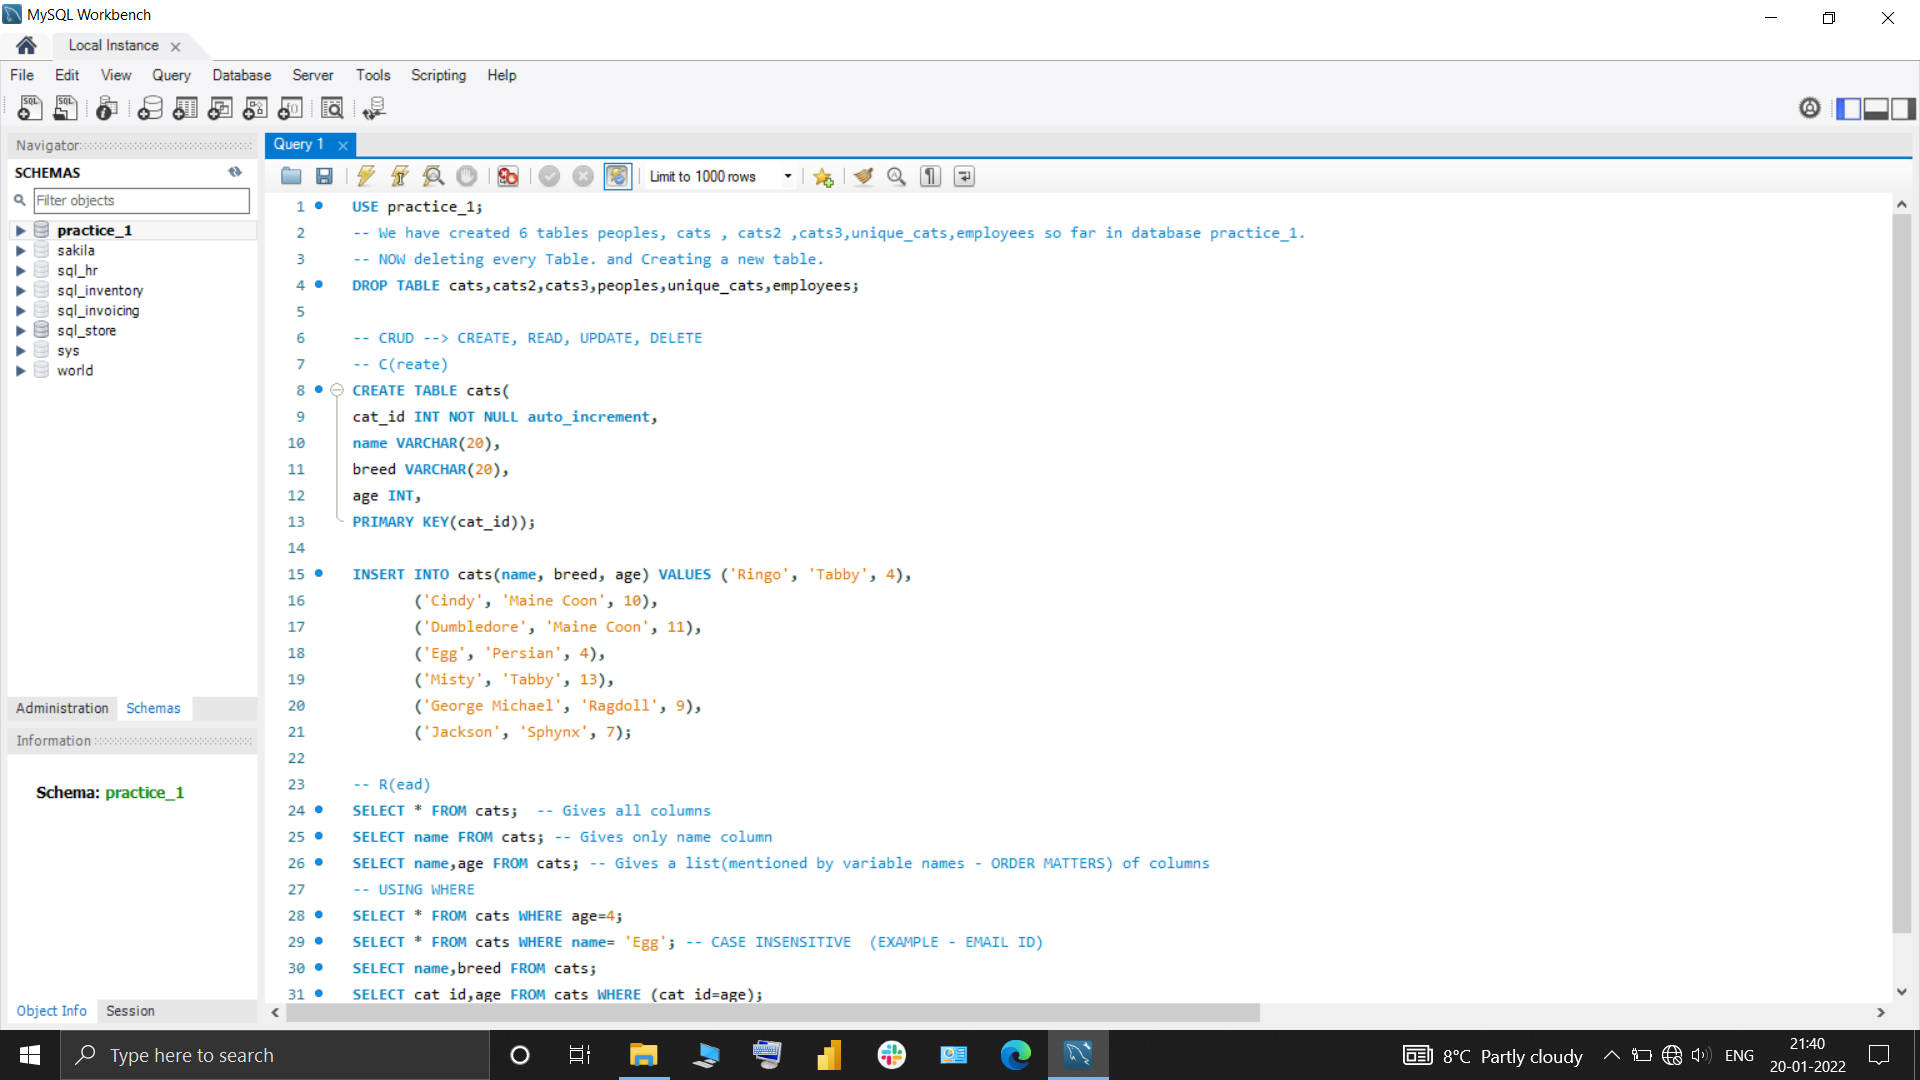 MySQL Workbench
Local Instance
File Edit View Query Database Server Tools Scripting Help
Navigator
Query 1
SCHEMAS
Limit to 1000 rows
Filter objects
practice_1
sakila
sql_hr
sql_inventory
sql_invoicing
sql_store
sys
world
Administration Schemas
Information
Schema: practice_1
Object Info Session
1 USE practice_1;
2 -- We have created 6 tables peoples, cats , cats2 ,cats3,unique_cats,employees so far in database practice_1.
3 -- NOW deleting every Table. and Creating a new table.
4 DROP TABLE cats,cats2,cats3,peoples,unique_cats,employees;
5
6 -- CRUD --> CREATE, READ, UPDATE, DELETE
7 -- C(reate)
8 CREATE TABLE cats(
9 cat_id INT NOT NULL auto_increment,
10 name VARCHAR(20),
11 breed VARCHAR(20),
12 age INT,
13 PRIMARY KEY(cat_id));
14
15 INSERT INTO cats(name, breed, age) VALUES ('Ringo', 'Tabby', 4),
16 ('Cindy', 'Maine Coon', 10),
17 ('Dumbledore', 'Maine Coon', 11),
18 ('Egg', 'Persian', 4),
19 ('Misty', 'Tabby', 13),
20 ('George Michael', 'Ragdoll', 9),
21 ('Jackson', 'Sphynx', 7);
22
23 -- R(ead)
24 SELECT * FROM cats;  -- Gives all columns
25 SELECT name FROM cats; -- Gives only name column
26 SELECT name,age FROM cats; -- Gives a list(mentioned by variable names - ORDER MATTERS) of columns
27 -- USING WHERE
28 SELECT * FROM cats WHERE age=4;
29 SELECT * FROM cats WHERE name= 'Egg'; -- CASE INSENSITIVE  (EXAMPLE - EMAIL ID)
30 SELECT name,breed FROM cats;
31 SELECT cat_id,age FROM cats WHERE (cat_id=age);
Type here to search
8°C Partly cloudy
ENG
21:40
20-01-2022